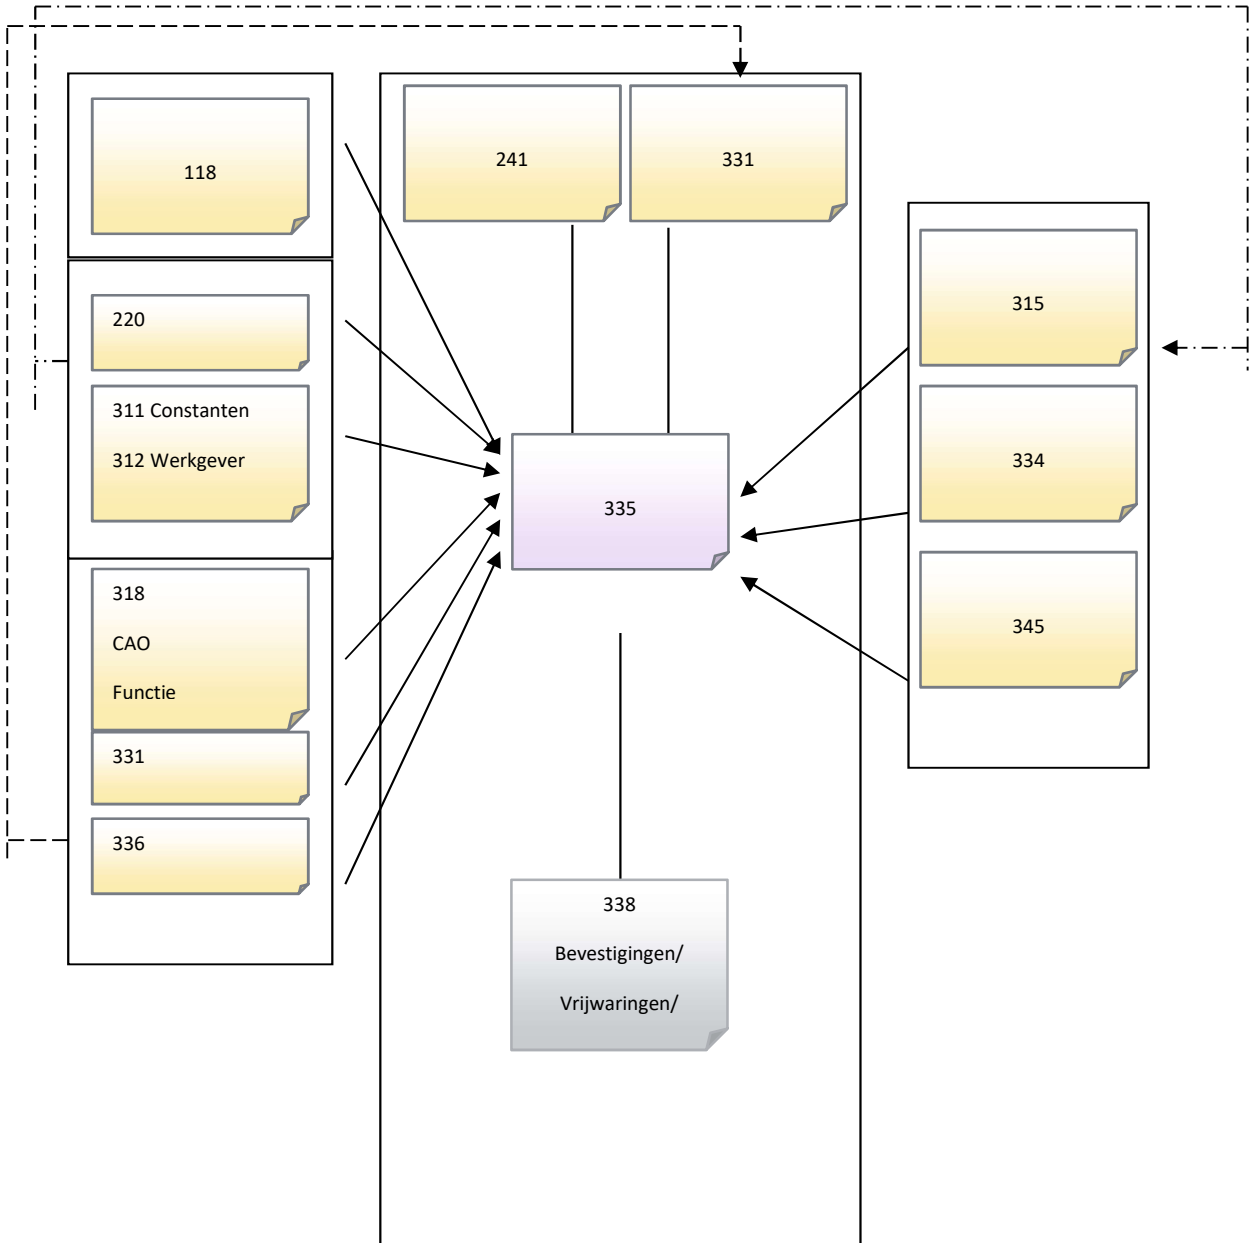 118
220
311 Constanten
312 Werkgever
318
CAO
Functie
331
336
241
331
335
338
Bevestigingen/
Vrijwaringen/
315
334
345